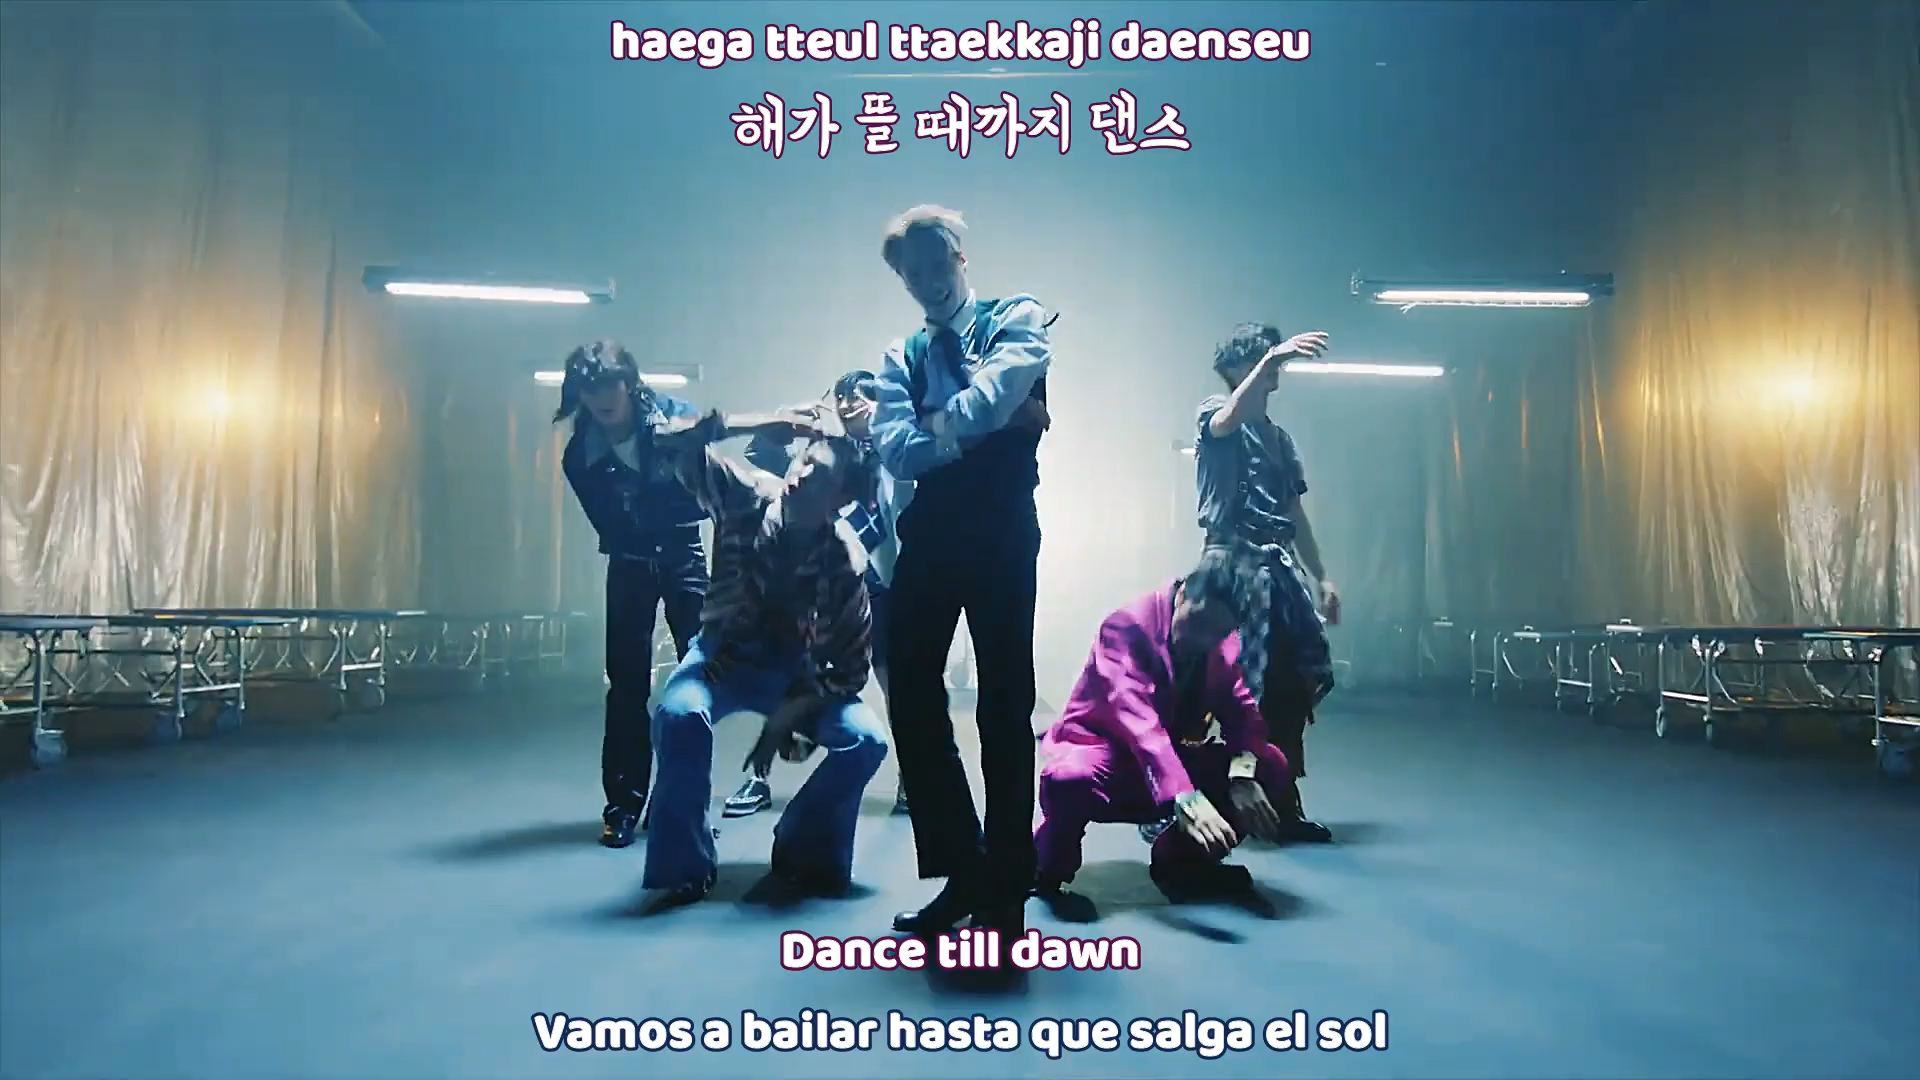 haega tteul ttaekkaji daenseu
해가 뜰 때까지 댄스
Dance till dawn
Vamos a bailar hasta que salga el sol